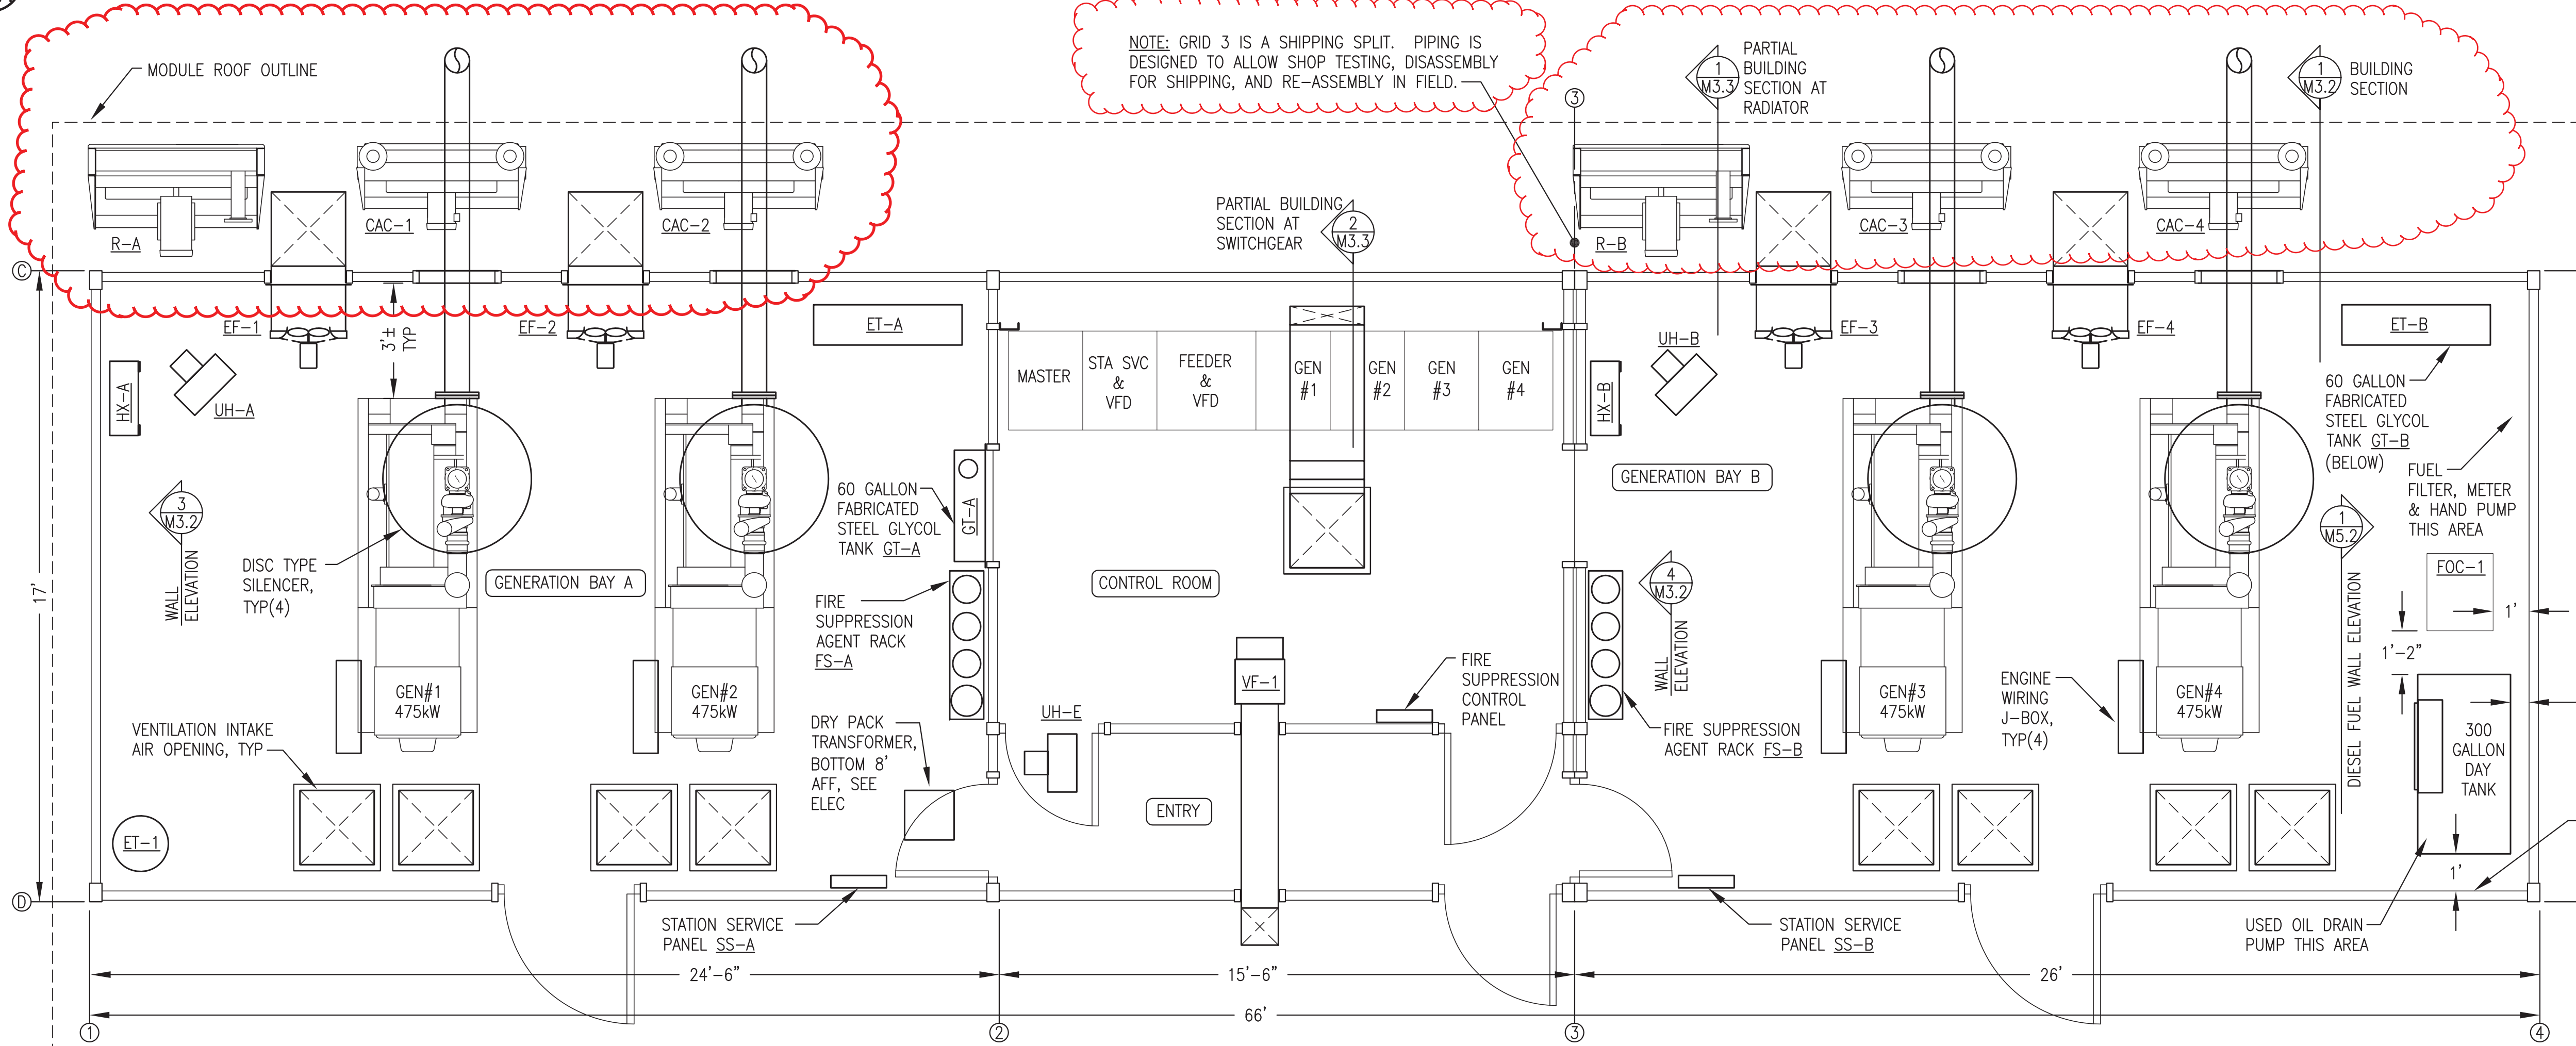 MODULE ROOF OUTLINE
NOTE: GRID 3 IS A SHIPPING SPLIT. PIPING IS
DESIGNED TO ALLOW SHOP TESTING, DISASSEMBLY
FOR SHIPPING, AND RE-ASSEMBLY IN FIELD.
3
1
M3.3
PARTIAL
BUILDING
SECTION AT
RADIATOR
1
M3.2
BUILDING
SECTION
R-A
CAC-1
CAC-2
PARTIAL BUILDING
SECTION AT
SWITCHGEAR
2
M3.3
R-B
CAC-3
CAC-4
C
EF-1
EF-2
3'±
TYP
ET-A
UH-B
EF-3
EF-4
ET-B
HX-A
UH-A
MASTER
STA SVC
&
VFD
FEEDER
&
VFD
GEN
#1
GEN
#2
GEN
#3
GEN
#4
HX-B
60 GALLON
FABRICATED
STEEL GLYCOL
TANK GT-B
(BELOW)
FUEL
FILTER, METER
& HAND PUMP
THIS AREA
3
M3.2
WALL
ELEVATION
DISC TYPE
SILENCER,
TYP(4)
GENERATION BAY A
60 GALLON
FABRICATED
STEEL GLYCOL
TANK GT-A
GT-A
CONTROL ROOM
GENERATION BAY B
4
M3.2
WALL
ELEVATION
1
M5.2
DIESEL FUEL WALL ELEVATION
FOC-1
1'
1'-2"
17'
FIRE
SUPPRESSION
AGENT RACK
FS-A
GEN#1
475kW
GEN#2
475kW
VF-1
FIRE
SUPPRESSION
CONTROL
PANEL
GEN#3
475kW
ENGINE
WIRING
J-BOX,
TYP(4)
GEN#4
475kW
300
GALLON
DAY
TANK
VENTILATION INTAKE
AIR OPENING, TYP
DRY PACK
TRANSFORMER,
BOTTOM 8'
AFF, SEE
ELEC
UH-E
FIRE SUPPRESSION
AGENT RACK FS-B
ENTRY
ET-1
1'
D
STATION SERVICE
PANEL SS-A
STATION SERVICE
PANEL SS-B
USED OIL DRAIN
PUMP THIS AREA
24'-6"
15'-6"
26'
66'
1
2
3
4